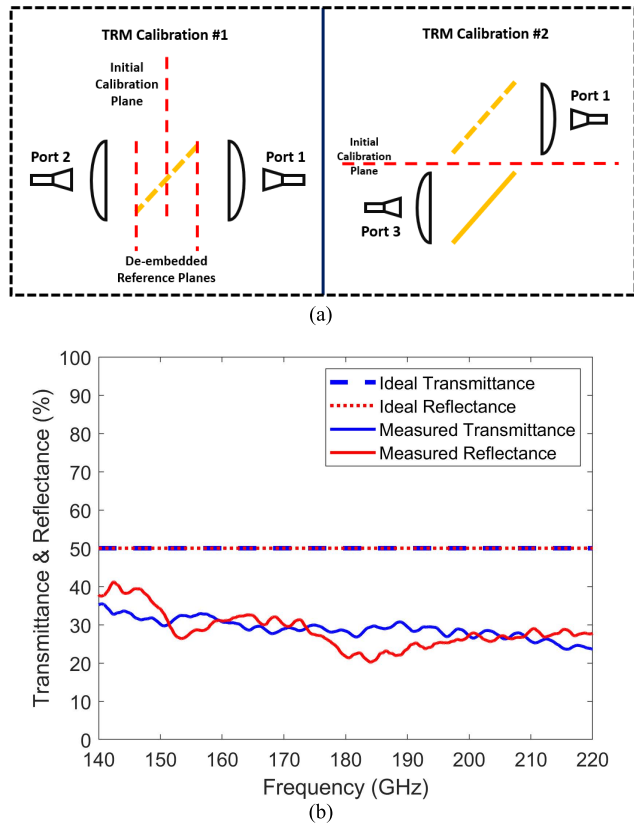 TRM Calibration #1
TRM Calibration #2
Initial
Calibration
Plane
Port 2
Port 1
De-embedded
Reference Planes
Initial
Calibration
Plane
Port 1
Port 3
(a)
100
90
80
70
60
50
40
30
20
10
0
Transmittance & Reflectance (%)
Ideal Transmittance
Ideal Reflectance
Measured Transmittance
Measured Reflectance
140
150
160
170
180
190
200
210
220
Frequency (GHz)
(b)